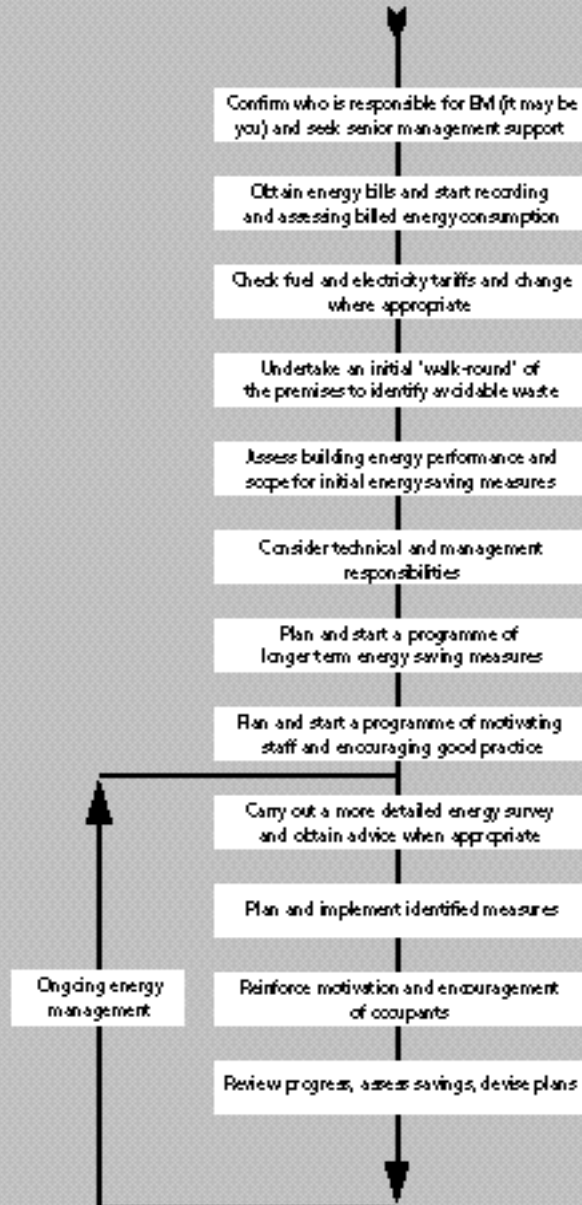 Confirm who is responsible for EM (it may be
you) and seek senior management support
Obtain energy bills and start recording
and assessing billed energy consumption
Check fuel and electricity tariffs and change
where appropriate
Undertake an initial 'walk-round' of
the premises to identify avoidable waste
Assess building energy performance and
scope for initial energy saving measures
Consider technical and management
responsibilities
Plan and start a programme of
longer term energy saving measures
Plan and start a programme of motivating
staff and encouraging good practice
Carry out a more detailed energy survey
and obtain advice when appropriate
Plan and implement identified measures
Ongoing energy
management
Reinforce motivation and encouragement
of occupants
Review progress, assess savings, devise plans